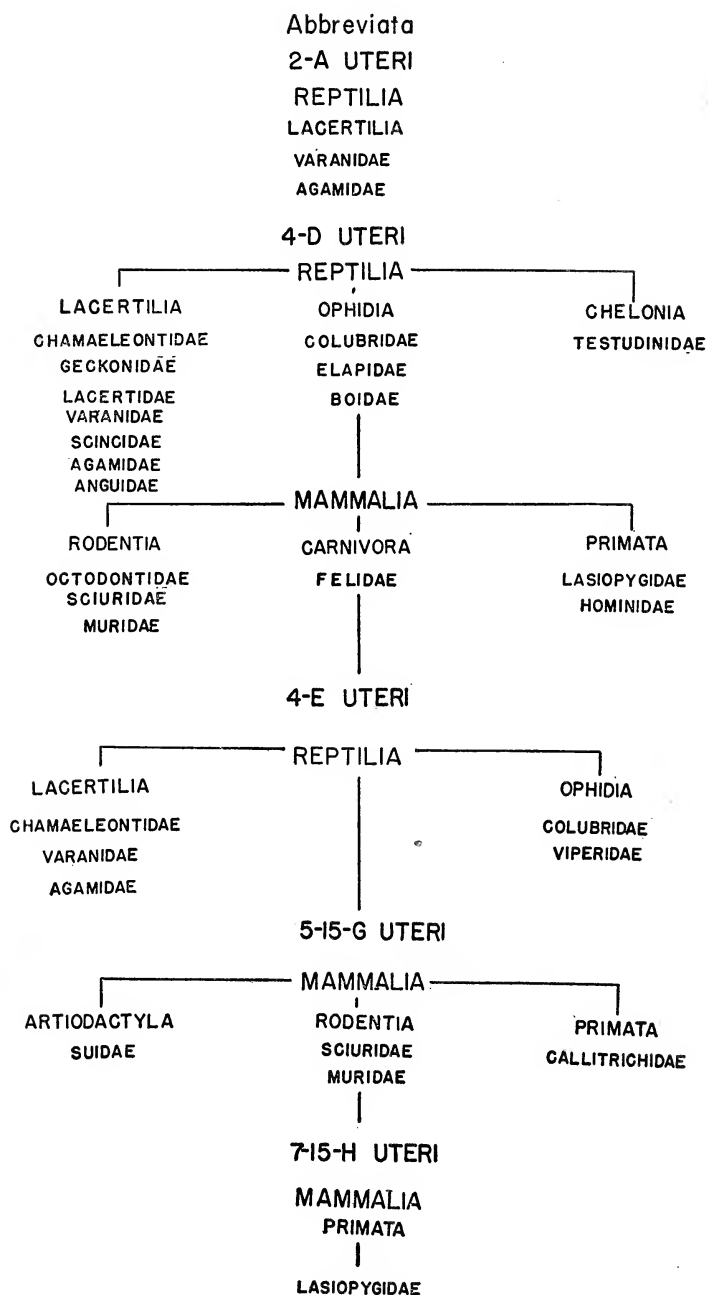 Abbreviata
2-A UTERI
REPTILIA
LACERTILIA
VARANIDAE
AGAMIDAE
4-D UTERI
REPTILIA
LACERTILIA
CHAMAELEONTIDAE
GECKONIDAE
LACERTIDAE
VARANIDAE
SCINCIDAE
AGAMIDAE
ANGUIDAE
OPHIDIA
COLUBRIDAE
ELAPIDAE
BOIDAE
CHELONIA
TESTUDINIDAE
MAMMALIA
RODENTIA
OCTODONTIDAE
SCIURIDAE
MURIDAE
CARNIVORA
FELIDAE
PRIMATA
LASIOPYGIDAE
HOMINIDAE
4-E UTERI
REPTILIA
LACERTILIA
CHAMAELEONTIDAE
VARANIDAE
AGAMIDAE
OPHIDIA
COLUBRIDAE
VIPERIDAE
5-15-G UTERI
MAMMALIA
ARTIODACTYLA
SUIDAE
RODENTIA
SCIURIDAE
MURIDAE
PRIMATA
CALLITRICHIDAE
7-15-H UTERI
MAMMALIA
PRIMATA
LASIOPYGIDAE